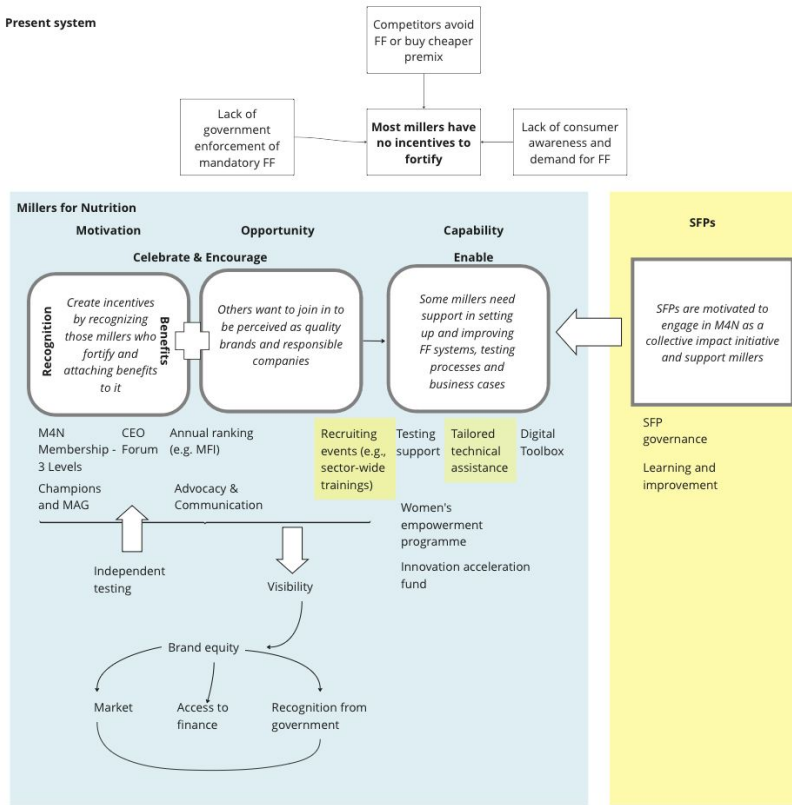 Present system
Competitors avoid
FF or buy cheaper
premix
Lack of
government
enforcement of
mandatory FF
Most millers have
no incentives to
fortify
Lack of consumer
awareness and
demand for FF
Millers for Nutrition
Motivation
Opportunity
Capability
Celebrate & Encourage
Enable
Recognition
Create incentives
by recognizing
those millers who
fortify and
attaching benefits
to it
Benefits
Others want to join in to
be perceived as quality
brands and responsible
companies
Some millers need
support in setting
up and improving
FF systems, testing
processes and
business cases
SFPs
SFPs are motivated to
engage in M4N as a
collective impact initiative
and support millers
M4N
Membership -
3 Levels
CEO
Forum
Annual ranking
(e.g. MFI)
Recruiting
events (e.g.,
sector-wide
trainings)
Testing
support
Tailored
technical
assistance
Digital
Toolbox
SFP
governance
Learning and
improvement
Champions
and MAG
Advocacy &
Communication
Women's
empowerment
programme
Innovation acceleration
fund
Independent
testing
Visibility
Brand equity
Market
Access to
finance
Recognition from
government